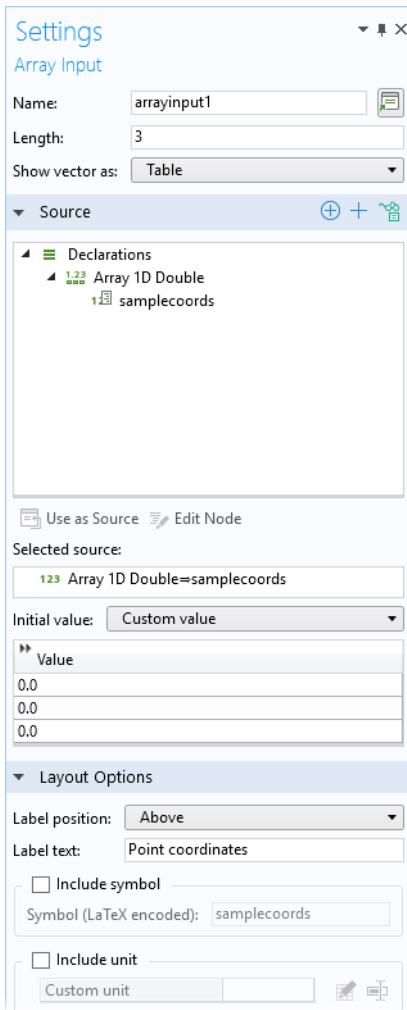 Settings
Array Input
Name: arrayinput1
Length: 3
Show vector as: Table
Source
Declarations
1.23 Array 1D Double
samplecoords
Use as Source Edit Node
Selected source:
123 Array 1D Double⇒samplecoords
Initial value: Custom value
Value
0.0
0.0
0.0
Layout Options
Label position: Above
Label text: Point coordinates
Include symbol
Symbol (LaTeX encoded): samplecoords
Include unit
Custom unit